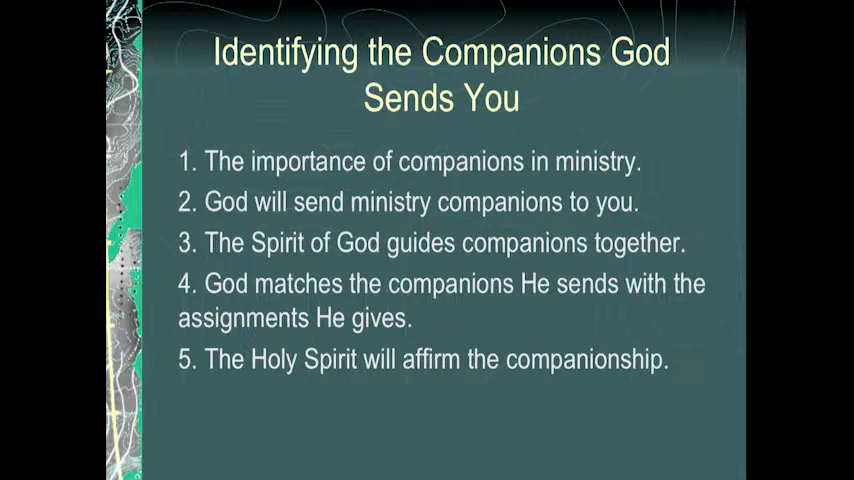 Identifying the Companions God
Sends You
1. The importance of companions in ministry.
2. God will send ministry companions to you.
3. The Spirit of God guides companions together.
4. God matches the companions He sends with the
assignments He gives.
5. The Holy Spirit will affirm the companionship.